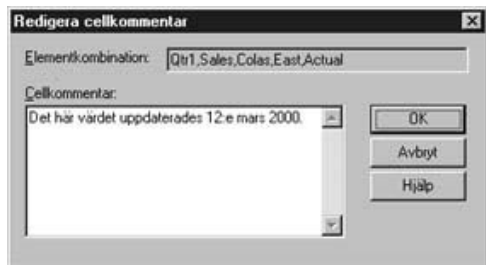 Redigera cellkommentar
Elementkombination: Qtr1,Sales,Colas,East,Actual
Cellkommentar:
Det här värdet uppdaterades 12:e mars 2000.
OK
Avbryt
Hjälp